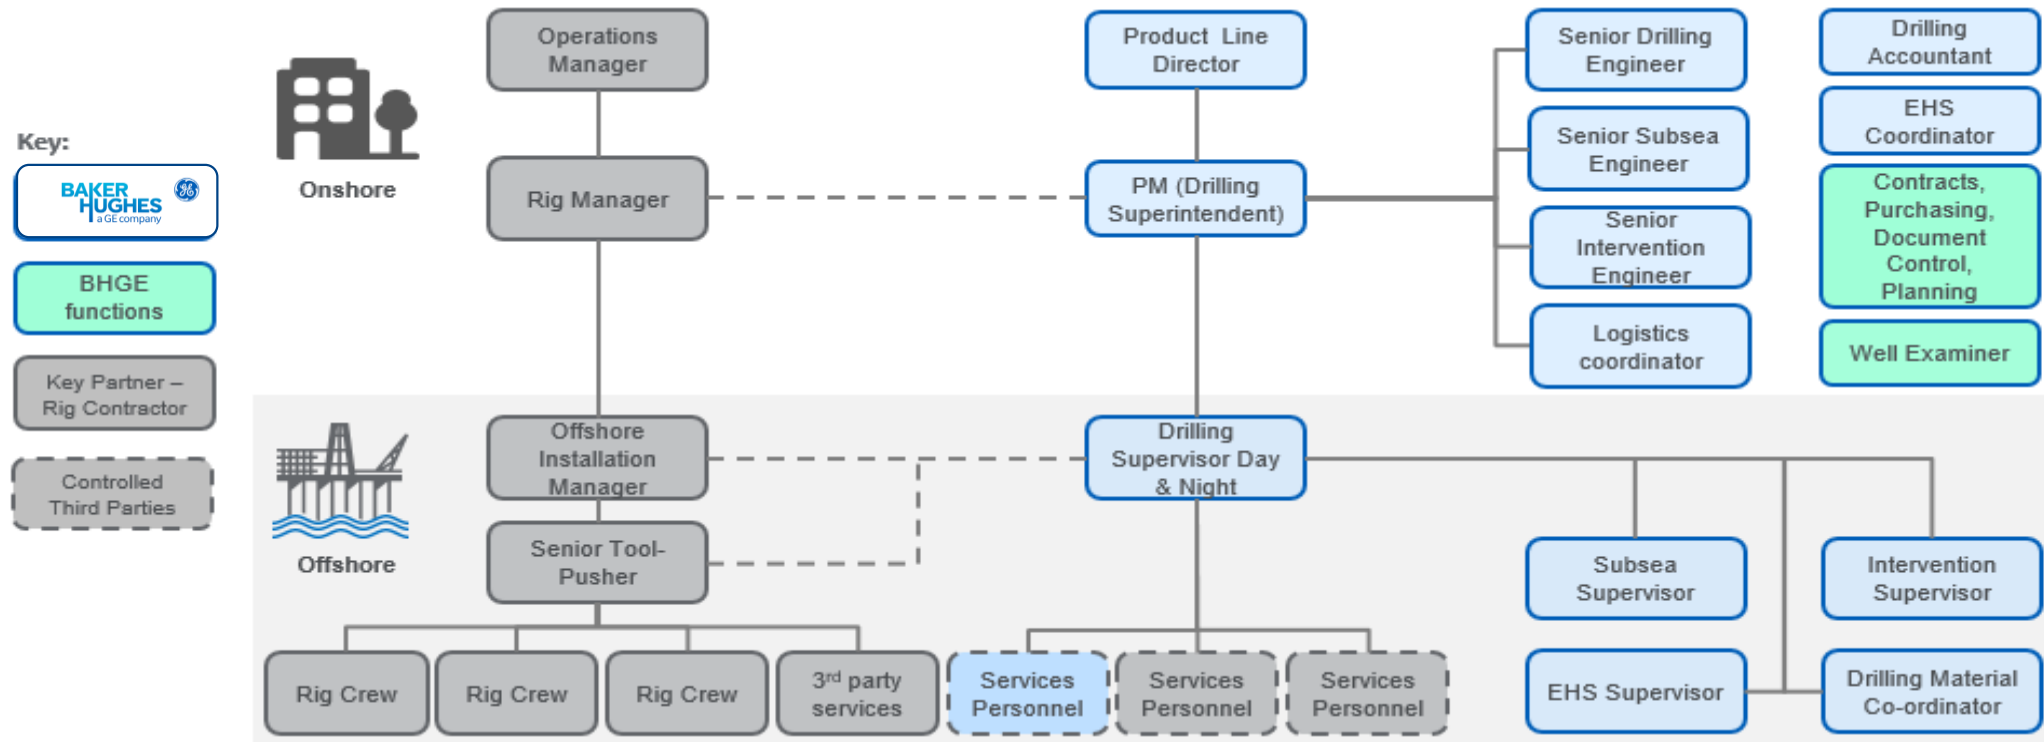 Key:
BAKER
HUGHES
a GE company
BHGE
functions
Key Partner –
Rig Contractor
Controlled
Third Parties
Onshore
Operations
Manager
Rig Manager
Product Line
Director
PM (Drilling
Superintendent)
Senior Drilling
Engineer
Senior Subsea
Engineer
Senior
Intervention
Engineer
Logistics
coordinator
Drilling
Accountant
EHS
Coordinator
Contracts,
Purchasing,
Document
Control,
Planning
Well Examiner
Offshore
Offshore
Installation
Manager
Senior Tool-
Pusher
Rig Crew
Rig Crew
Rig Crew
3rd party
services
Drilling
Supervisor Day
& Night
Services
Personnel
Services
Personnel
Services
Personnel
Subsea
Supervisor
Intervention
Supervisor
EHS Supervisor
Drilling Material
Co-ordinator